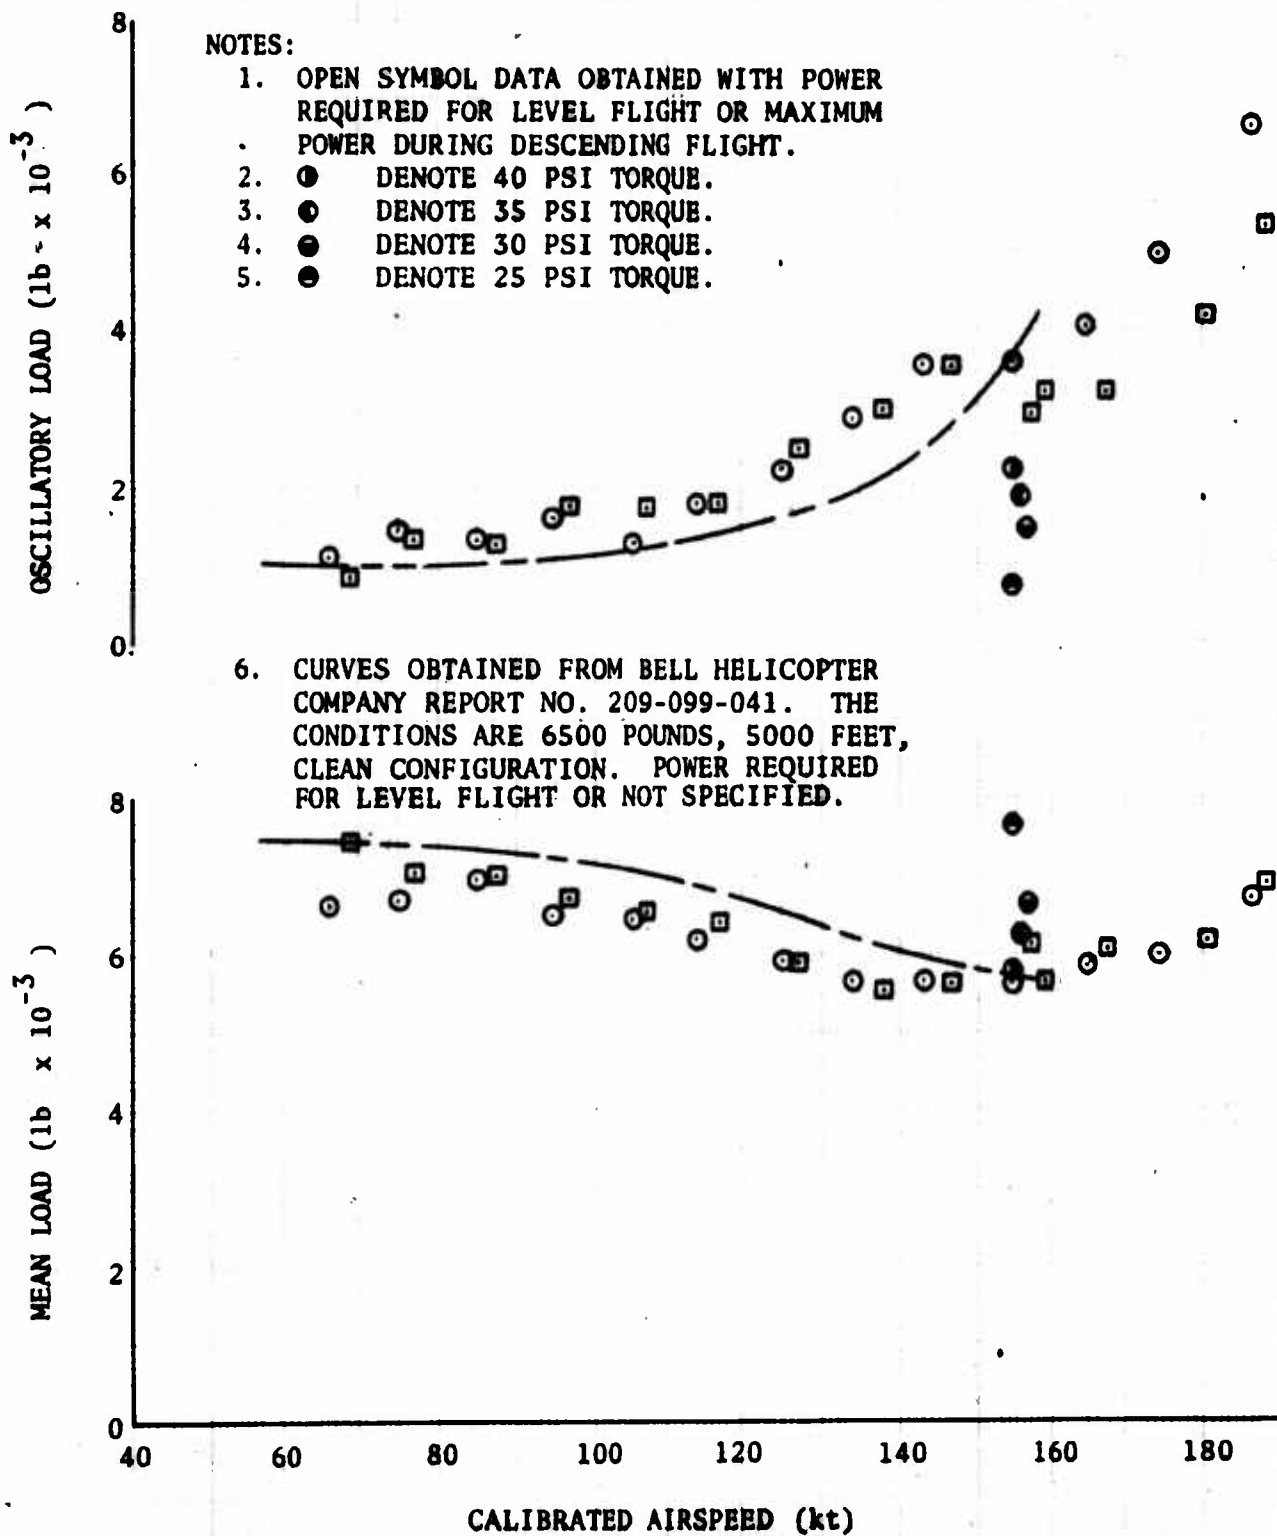 8
NOTES:
1. OPEN SYMBOL DATA OBTAINED WITH POWER
REQUIRED FOR LEVEL FLIGHT OR MAXIMUM
POWER DURING DESCENDING FLIGHT.
2. DENOTE 40 PSI TORQUE.
3. DENOTE 35 PSI TORQUE.
4. DENOTE 30 PSI TORQUE.
5. DENOTE 25 PSI TORQUE.
6
4
2
0
OSCILLATORY LOAD (lb - x 10⁻³ )
6. CURVES OBTAINED FROM BELL HELICOPTER
COMPANY REPORT NO. 209-099-041. THE
CONDITIONS ARE 6500 POUNDS, 5000 FEET,
CLEAN CONFIGURATION. POWER REQUIRED
FOR LEVEL FLIGHT OR NOT SPECIFIED.
8
6
4
2
0
MEAN LOAD (lb x 10⁻³ )
40 60 80 100 120 140 160 180
CALIBRATED AIRSPEED (kt)